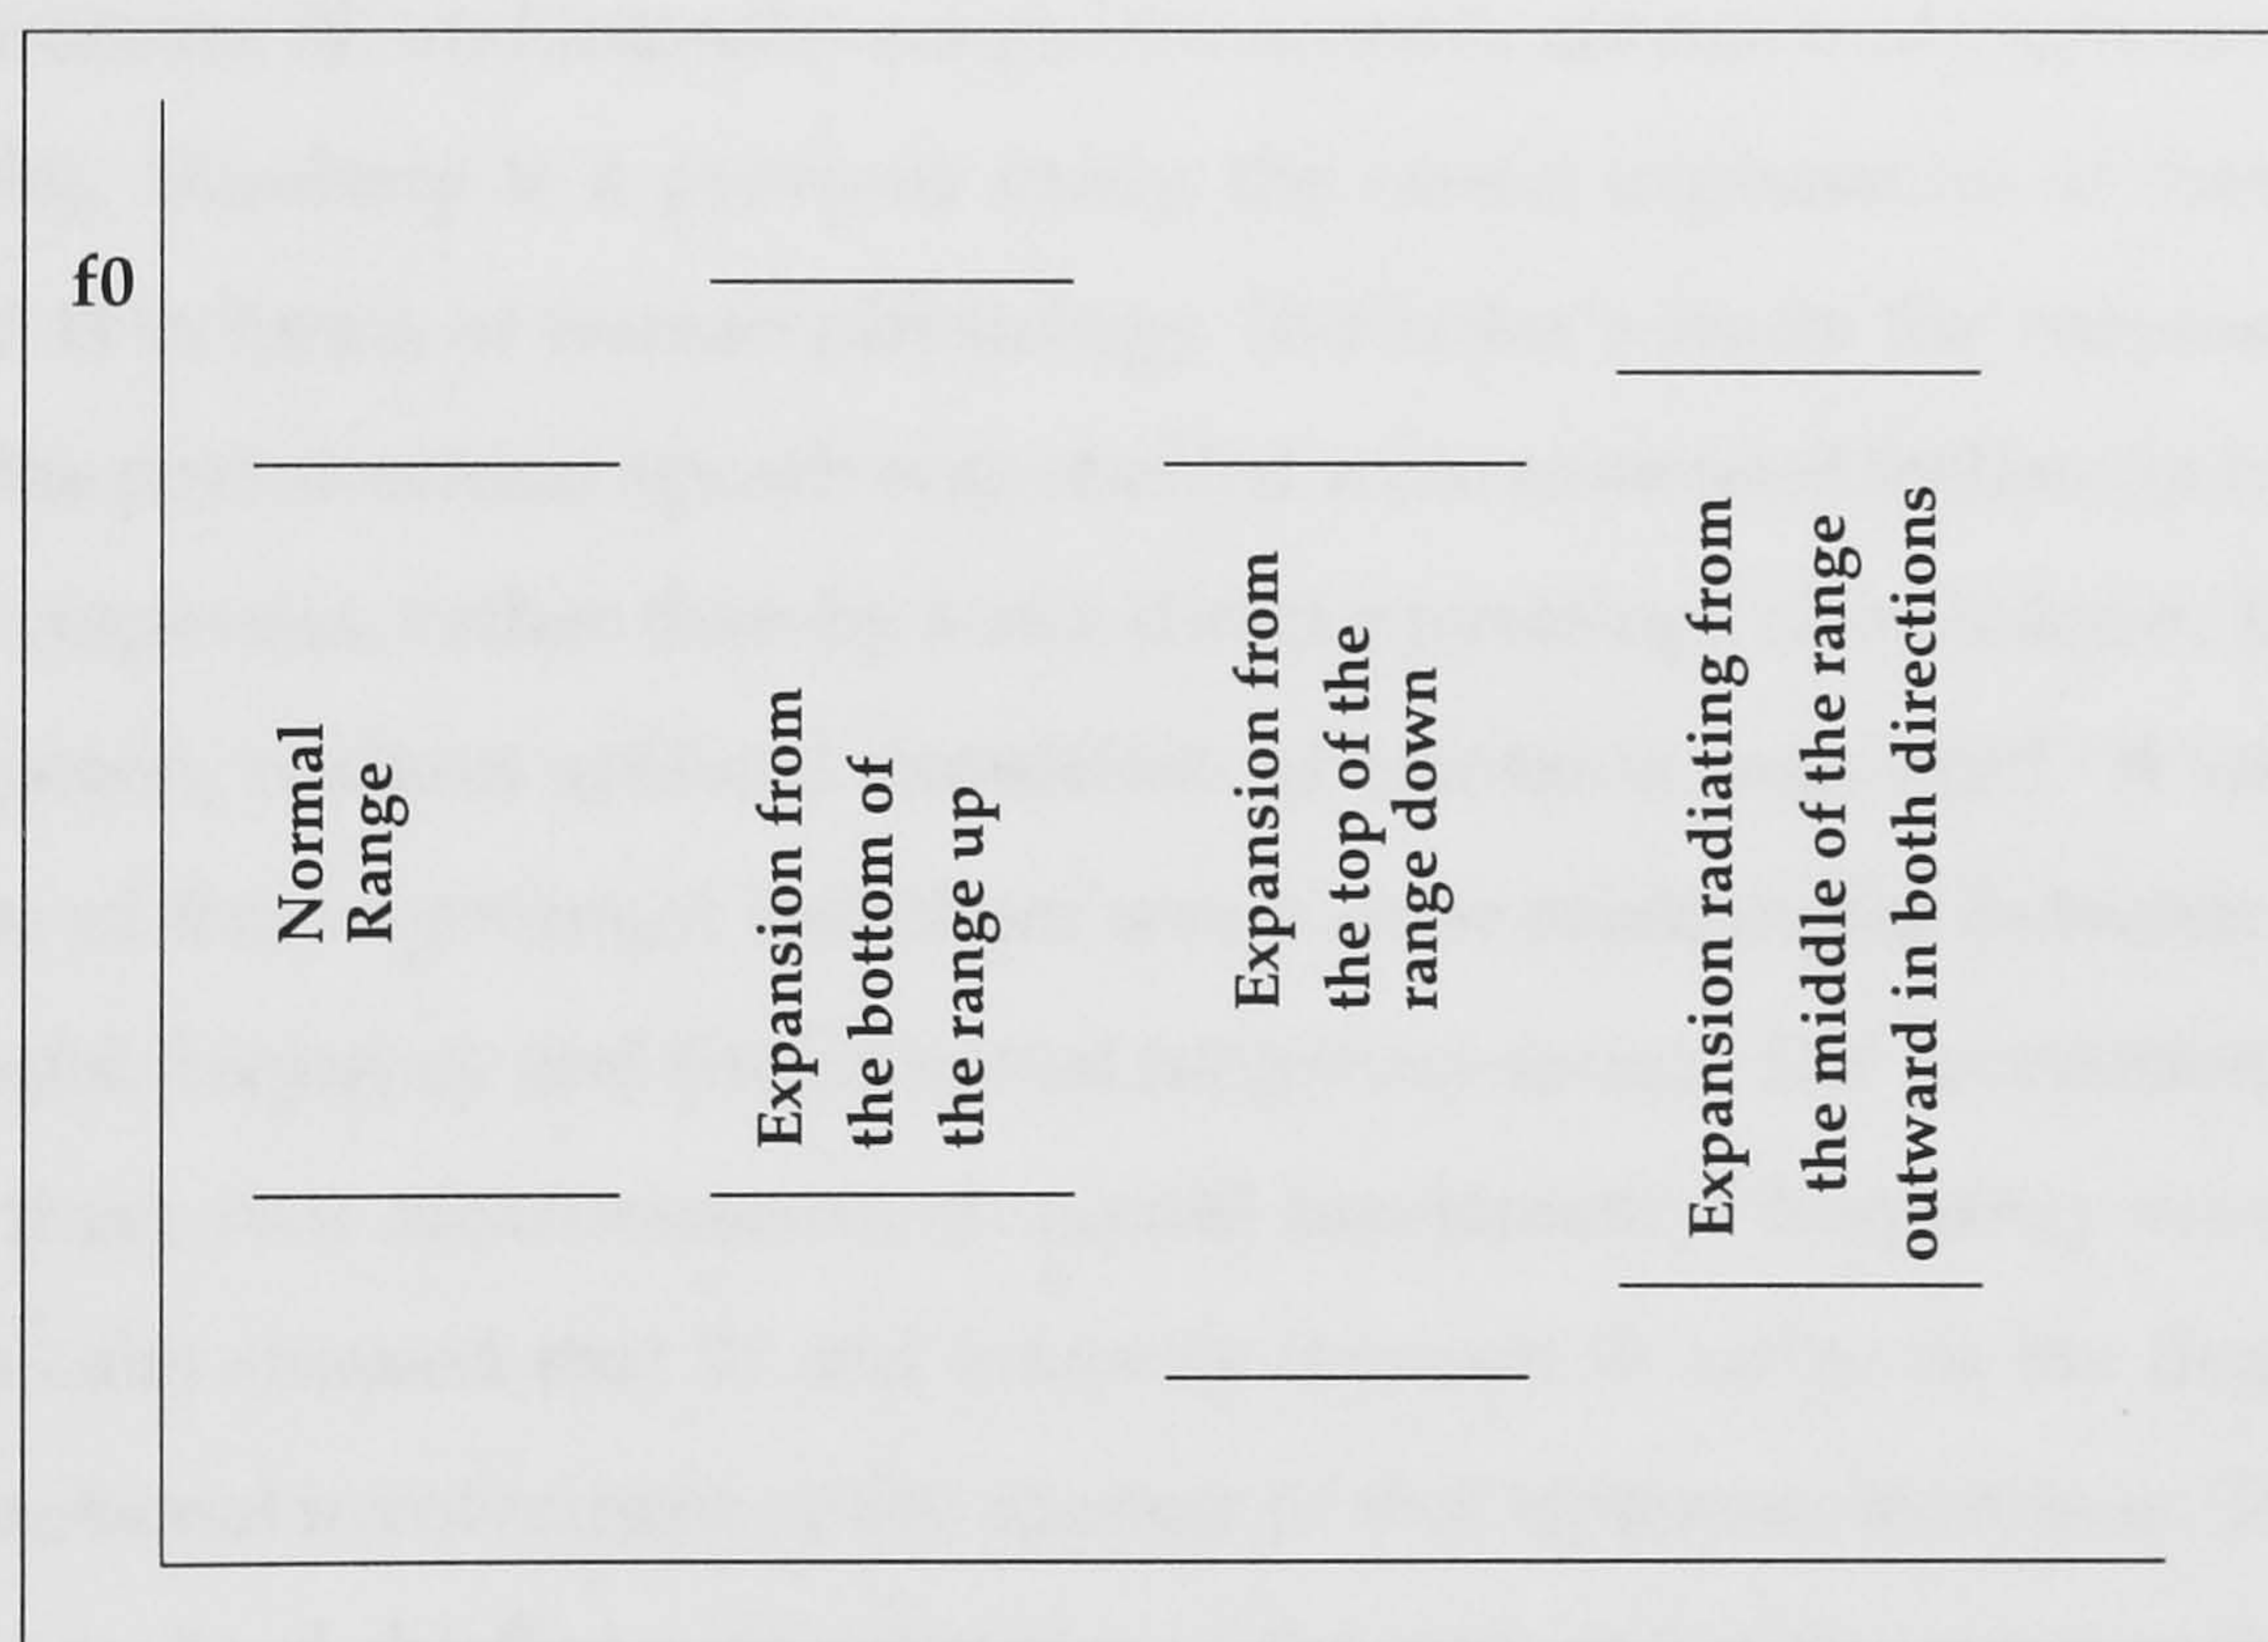 f0
Normal
Range
Expansion from
the bottom of
the range up
Expansion from
the top of the
range down
Expansion radiating from
the middle of the range
outward in both directions